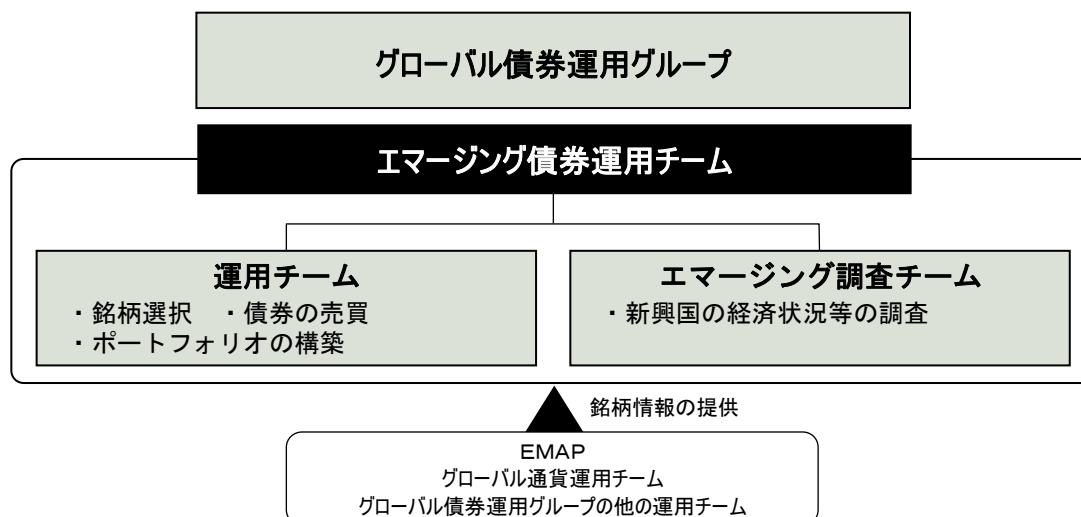 グローバル債券運用グループ
エマージング債券運用チーム
運用チーム
・銘柄選択　・債券の売買
・ポートフォリオの構築
エマージング調査チーム
・新興国の経済状況等の調査
銘柄情報の提供
EMAP
グローバル通貨運用チーム
グローバル債券運用グループの他の運用チーム